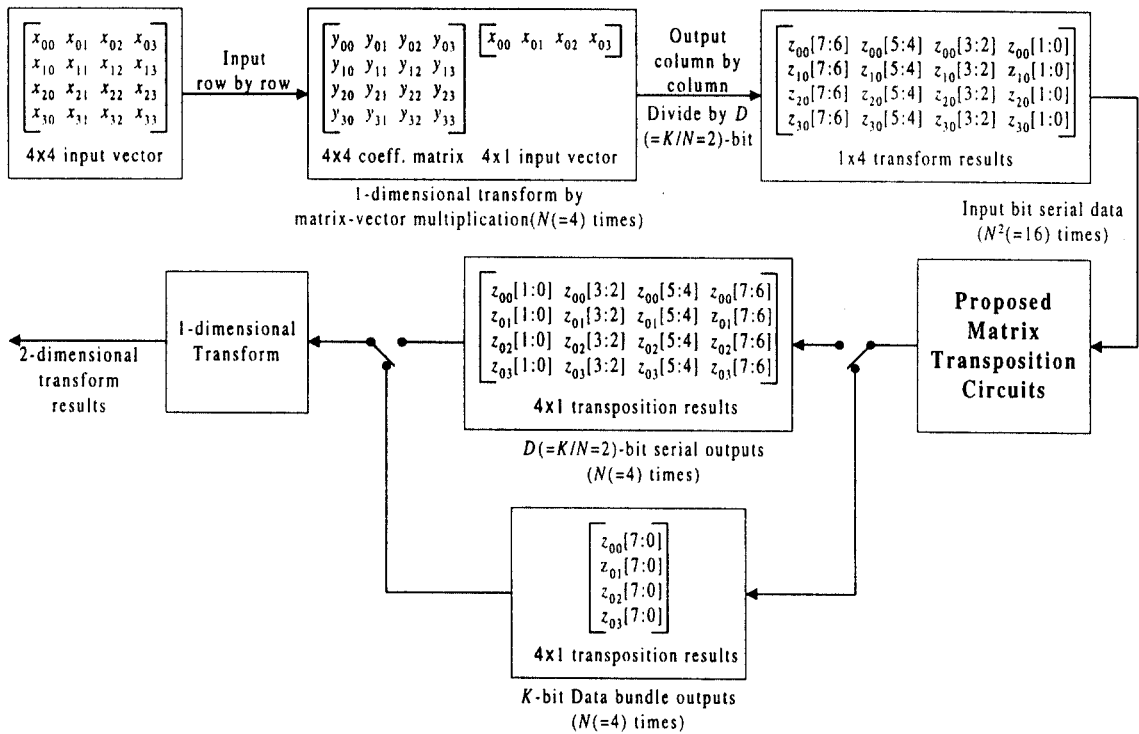 x00 x01 x02 x03
x10 x11 x12 x13
x20 x21 x22 x23
x30 x31 x32 x33
4x4 input vector
Input
row by row
y00 y01 y02 y03
y10 y11 y12 y13
y20 y21 y22 y23
y30 y31 y32 y33
x00 x01 x02 x03
4x4 coeff. matrix 4x1 input vector
1-dimensional transform by
matrix-vector multiplication(N(=4) times)
Output
column by
column
Divide by D
(=K/N=2)-bit
z00[7:6] z00[5:4] z00[3:2] z00[1:0]
z10[7:6] z10[5:4] z10[3:2] z10[1:0]
z20[7:6] z20[5:4] z20[3:2] z20[1:0]
z30[7:6] z30[5:4] z30[3:2] z30[1:0]
1x4 transform results
Input bit serial data
(N²(=16) times)
Proposed
Matrix
Transposition
Circuits
z00[1:0] z00[3:2] z00[5:4] z00[7:6]
z01[1:0] z01[3:2] z01[5:4] z01[7:6]
z02[1:0] z02[3:2] z02[5:4] z02[7:6]
z03[1:0] z03[3:2] z03[5:4] z03[7:6]
4x1 transposition results
D(=K/N=2)-bit serial outputs
(N(=4) times)
1-dimensional
Transform
2-dimensional
transform
results
z00[7:0]
z01[7:0]
z02[7:0]
z03[7:0]
4x1 transposition results
K-bit Data bundle outputs
(N(=4) times)